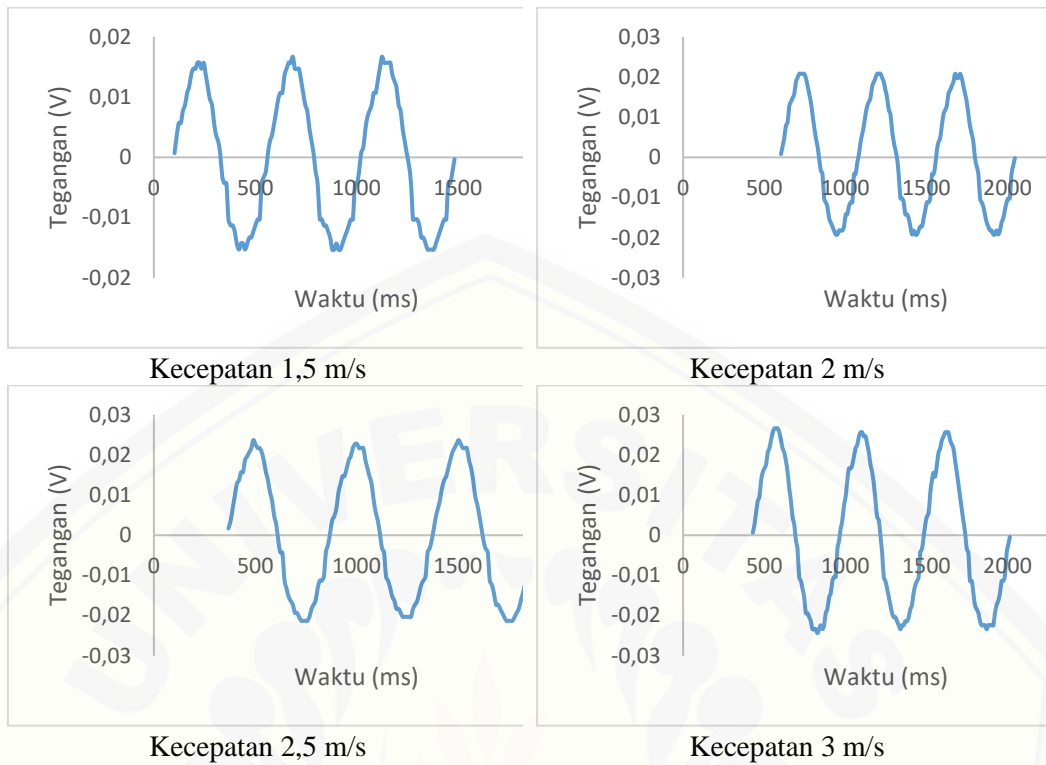 0,02
0,01
0
-0,01
-0,02
0 500 1000 1500
Tegangan (V)
Waktu (ms)
Kecepatan 1,5 m/s
0,03
0,02
0,01
0
-0,01
-0,02
-0,03
0 500 1000 1500 2000
Tegangan (V)
Waktu (ms)
Kecepatan 2 m/s
0,03
0,02
0,01
0
-0,01
-0,02
-0,03
0 500 1000 1500
Tegangan (V)
Waktu (ms)
Kecepatan 2,5 m/s
0,03
0,02
0,01
0
-0,01
-0,02
-0,03
0 500 1000 1500 2000
Tegangan (V)
Waktu (ms)
Kecepatan 3 m/s
UNIVERSITAS